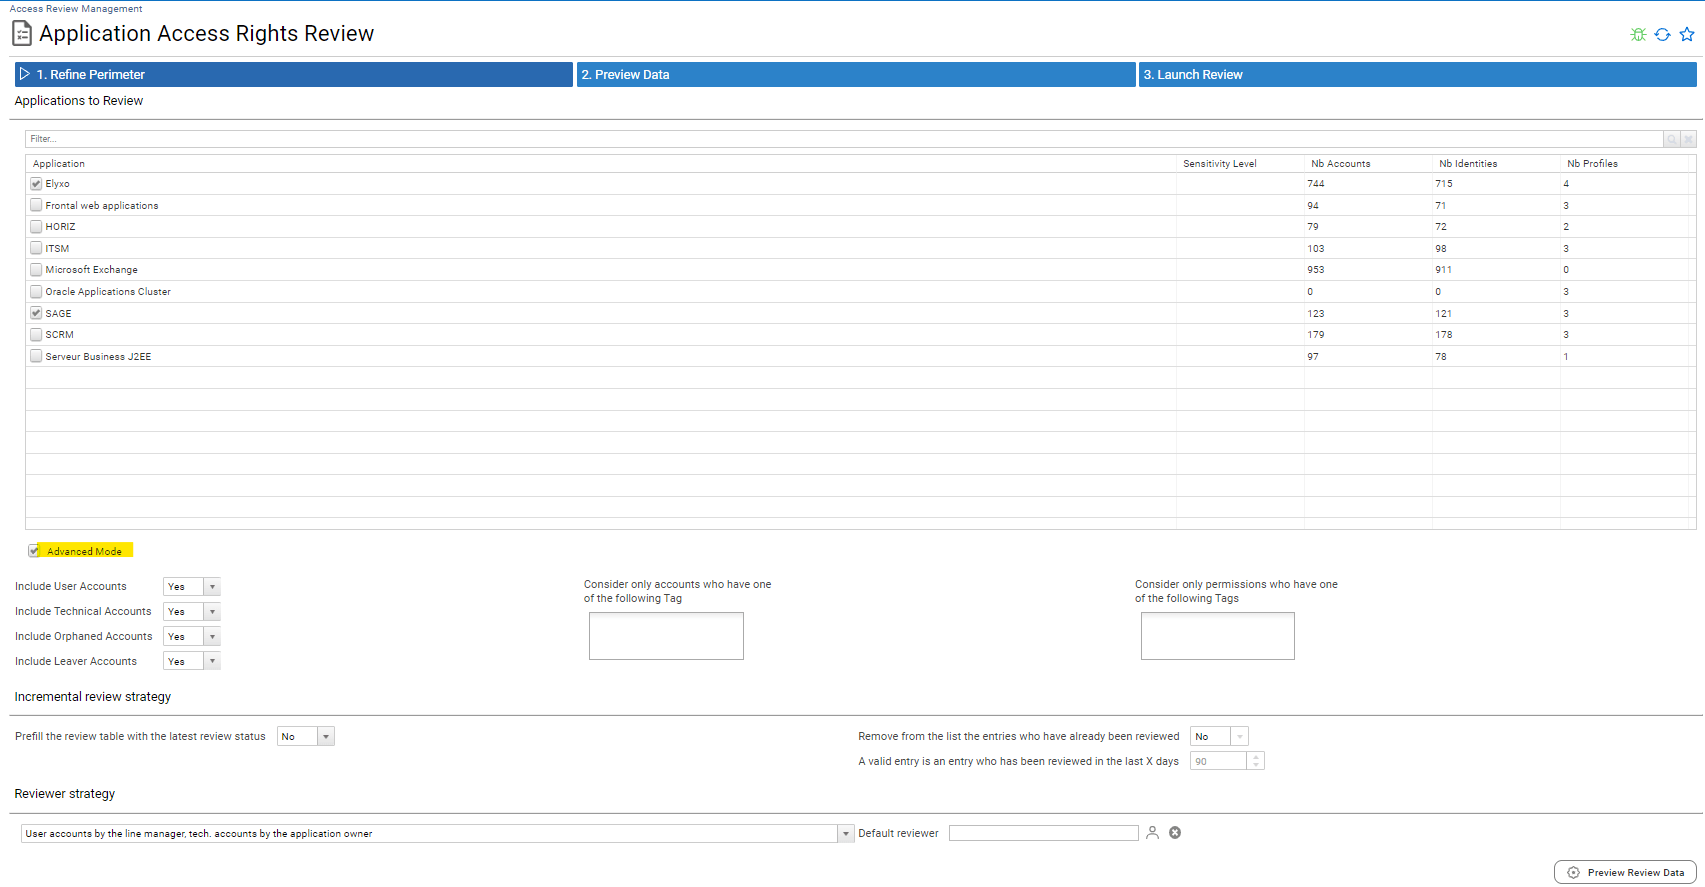 Access Review Management
Application Access Rights Review
1. Refine Perimeter
2. Preview Data
3. Launch Review
Applications to Review
Filter...
Application Sensitivity Level Nb Accounts Nb Identities Nb Profiles
Elyxo 744 715 4
Frontal web applications 94 71 3
HORIZ 79 72 2
ITSM 103 98 3
Microsoft Exchange 953 911 0
Oracle Applications Cluster 0 0 3
SAGE 123 121 3
SCRM 179 178 3
Serveur Business J2EE 97 78 1
Advanced Mode
Include User Accounts Yes
Include Technical Accounts Yes
Include Orphaned Accounts Yes
Include Leaver Accounts Yes
Consider only accounts who have one
of the following Tag
Consider only permissions who have one
of the following Tags
Incremental review strategy
Prefill the review table with the latest review status No
Remove from the list the entries who have already been reviewed No
A valid entry is an entry who has been reviewed in the last X days 90
Reviewer strategy
User accounts by the line manager, tech. accounts by the application owner
Default reviewer
Preview Review Data